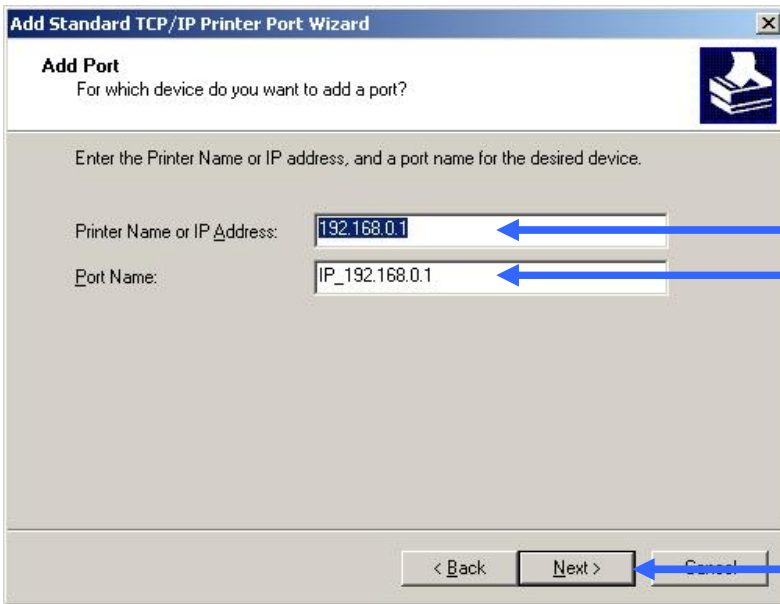 Add Standard TCP/IP Printer Port Wizard
Add Port
For which device do you want to add a port?
Enter the Printer Name or IP address, and a port name for the desired device.
Printer Name or IP Address: 192.168.0.1
Port Name: IP_192.168.0.1
< Back Next > Cancel